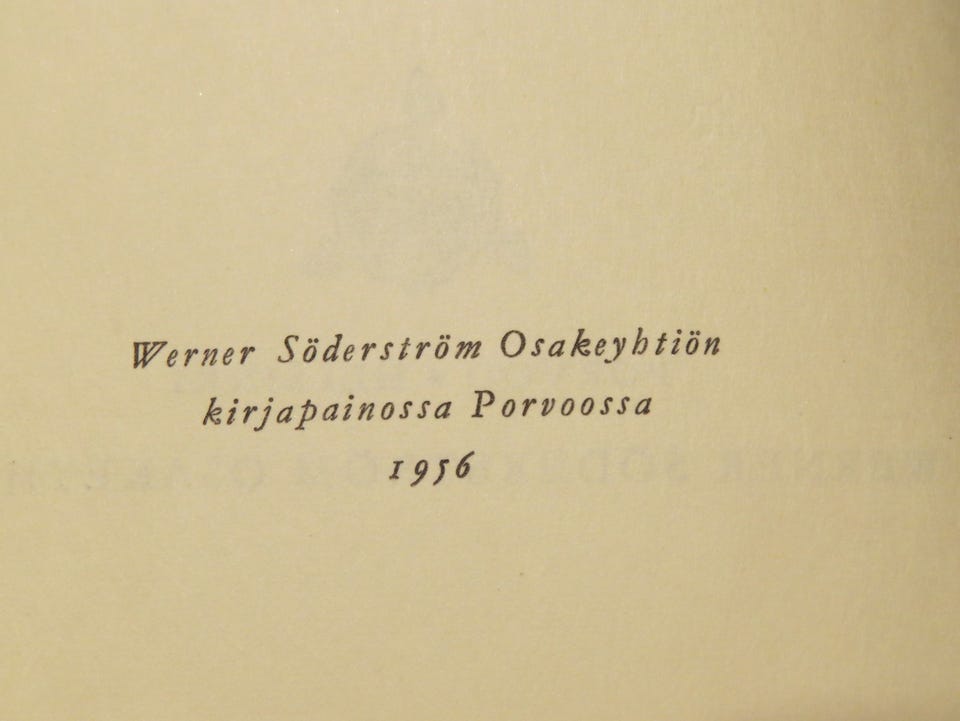 Werner Söderström Osakeyhtiön
kirjapainossa Porvoossa
1956